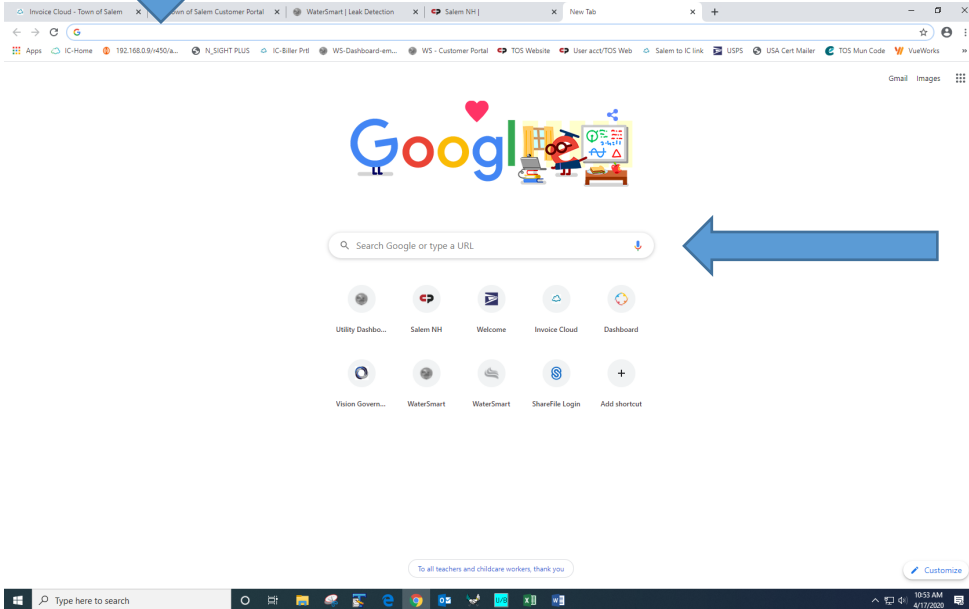 Invoice Cloud - Town of Salem
own of Salem Customer Portal
WaterSmart | Leak Detection
Salem NH |
New Tab
Apps
IC-Home
192.168.0.9/r450/a...
N_SIGHT PLUS
IC-Biller Prtl
WS-Dashboard-em...
WS - Customer Portal
TOS Website
User acct/TOS Web
Salem to IC link
USPS
USA Cert Mailer
TOS Mun Code
VueWorks
»
Gmail Images
Google
Search Google or type a URL
Utility Dashbo...
Salem NH
Welcome
Invoice Cloud
Dashboard
Vision Govern...
WaterSmart
WaterSmart
ShareFile Login
Add shortcut
To all teachers and childcare workers, thank you
Customize
Type here to search
10:53 AM
4/17/2020